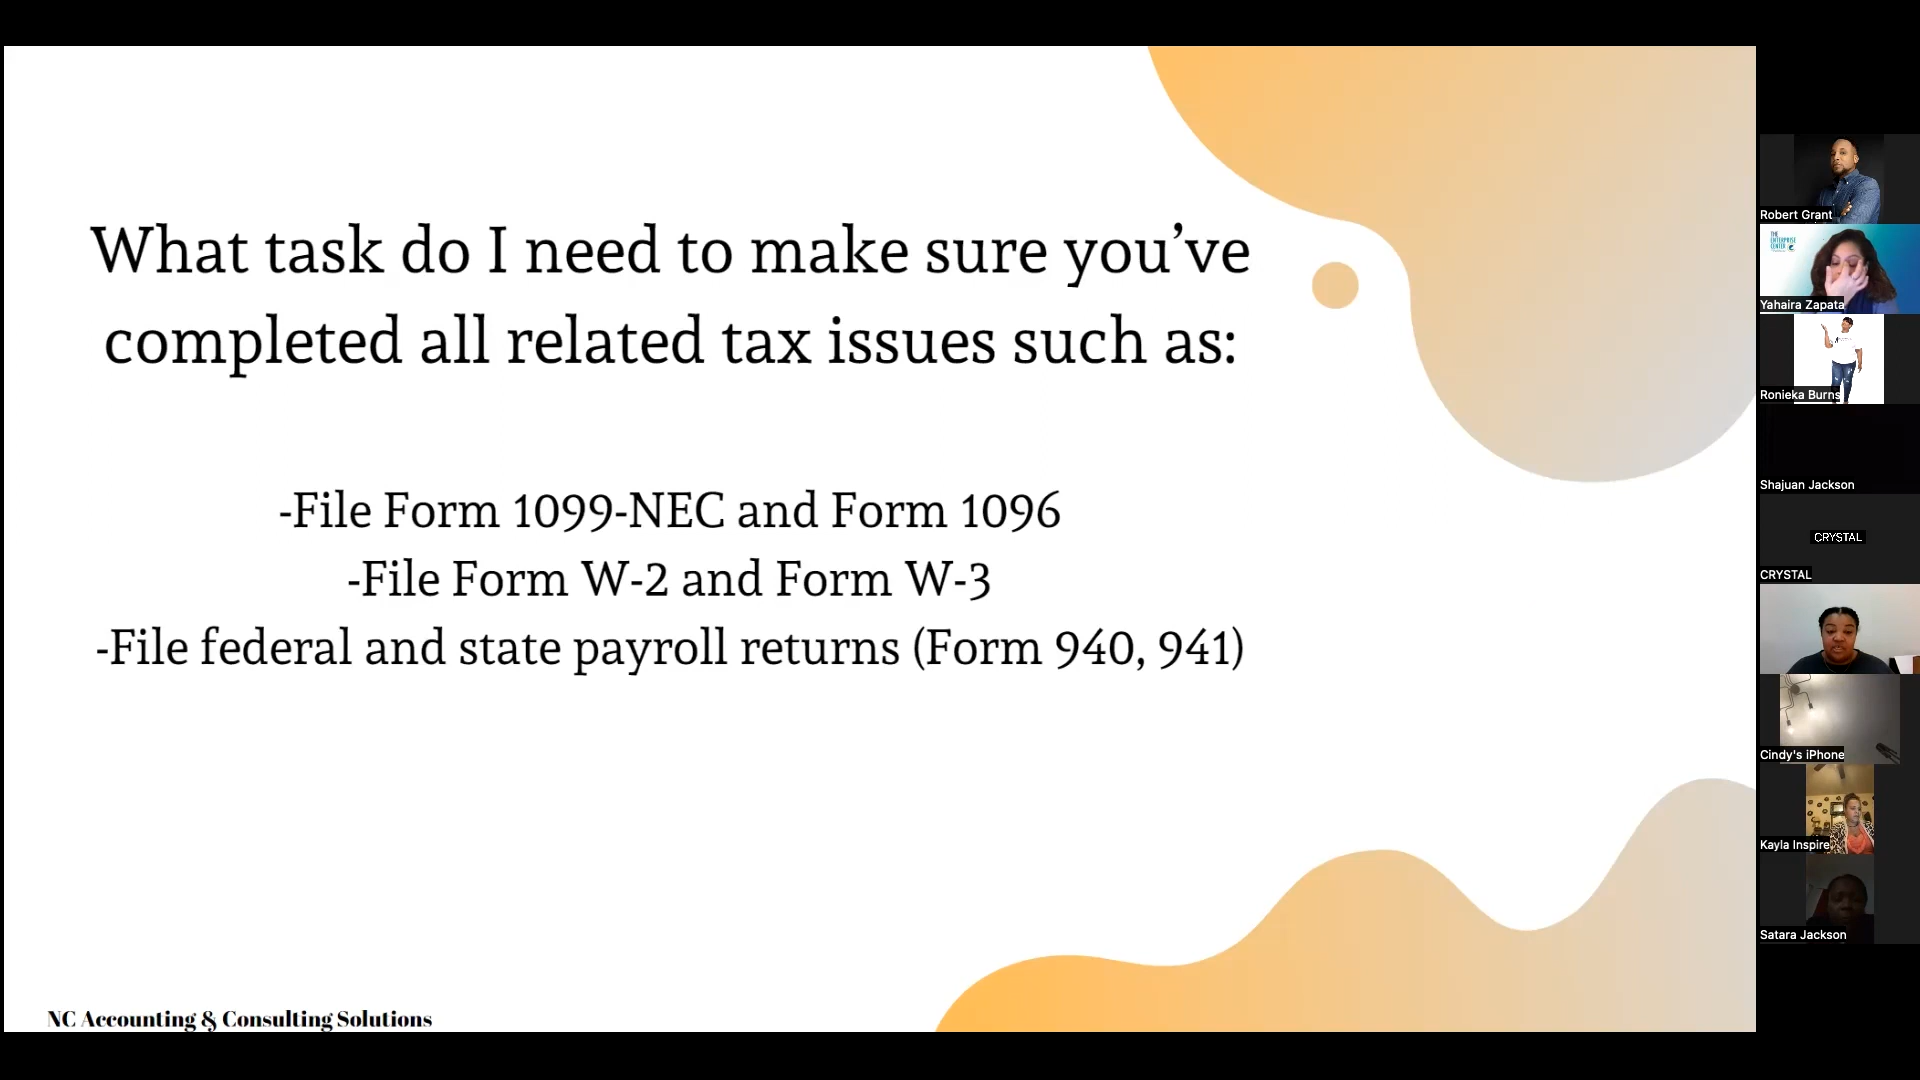 What task do I need to make sure you’ve
completed all related tax issues such as:
-File Form 1099-NEC and Form 1096
-File Form W-2 and Form W-3
-File federal and state payroll returns (Form 940, 941)
NC Accounting & Consulting Solutions
Robert Grant
THE
ENTERPRISE
CENTER
Yahaira Zapata
Ronieka Burns
Shajuan Jackson
CRYSTAL
CRYSTAL
Cindy's iPhone
Kayla Inspire
Satara Jackson